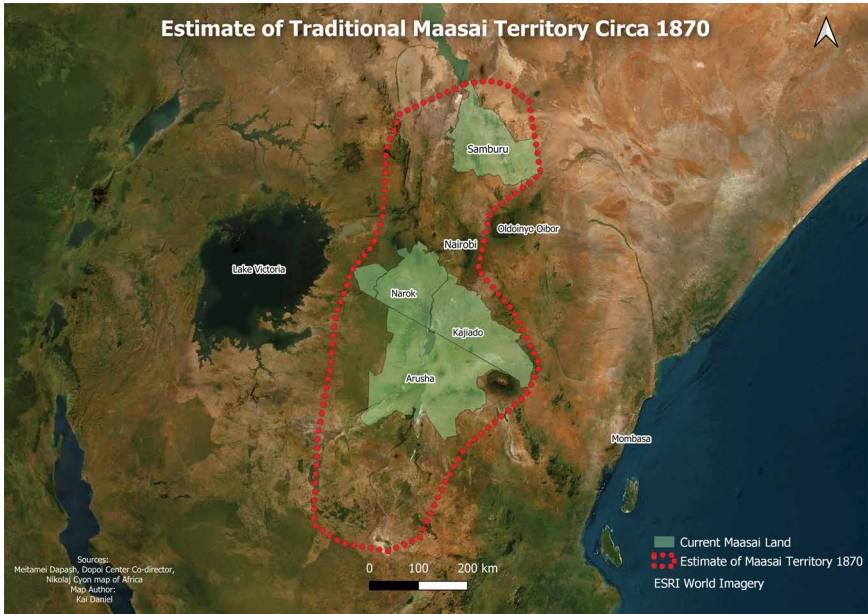 Estimate of Traditional Maasai Territory Circa 1870
Samburu
Oldoinyo Oibor
Nairobi
Lake Victoria
Narok
Kajiado
Arusha
Mombasa
Sources:
Meitamei Dapash, Dopoi Center Co-director,
Nikolaj Cyon map of Africa
Map Author:
Kai Daniel
0 100 200 km
Current Maasai Land
Estimate of Maasai Territory 1870
ESRI World Imagery